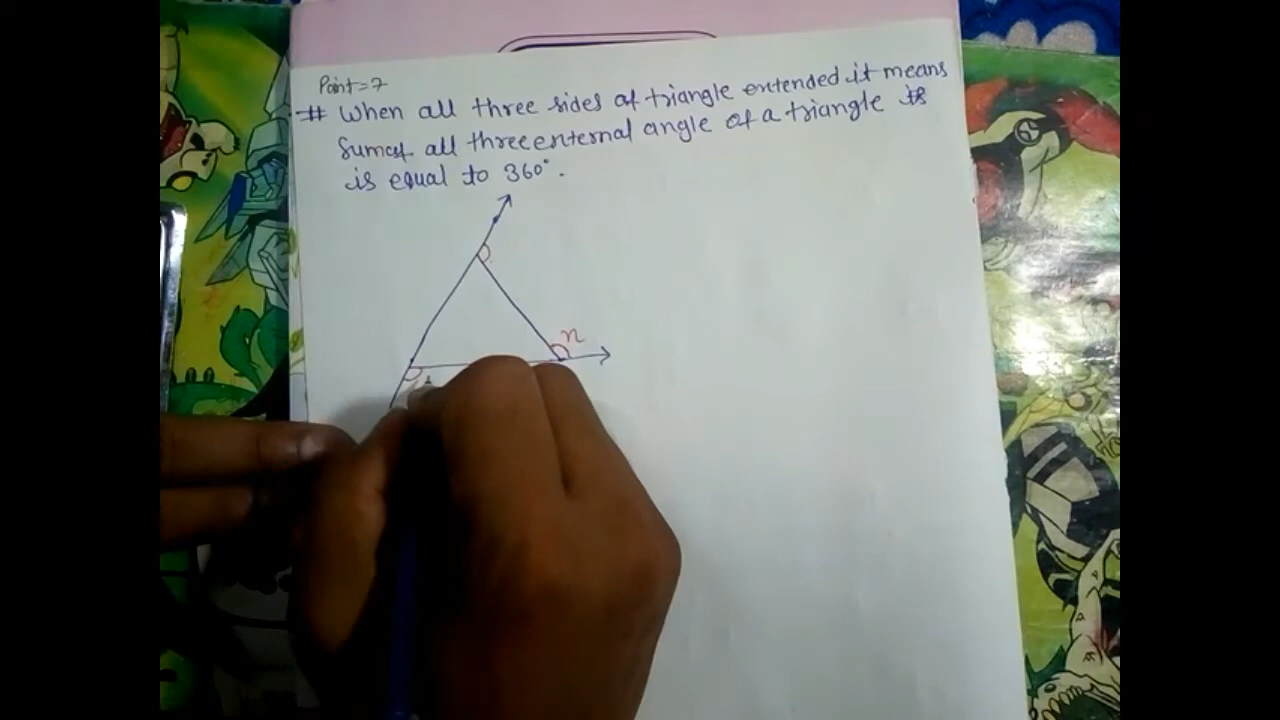 Point=7
# When all three sides of triangle extended it means
Sum of all three enternal angle of a triangle is
is equal to 360°.
x